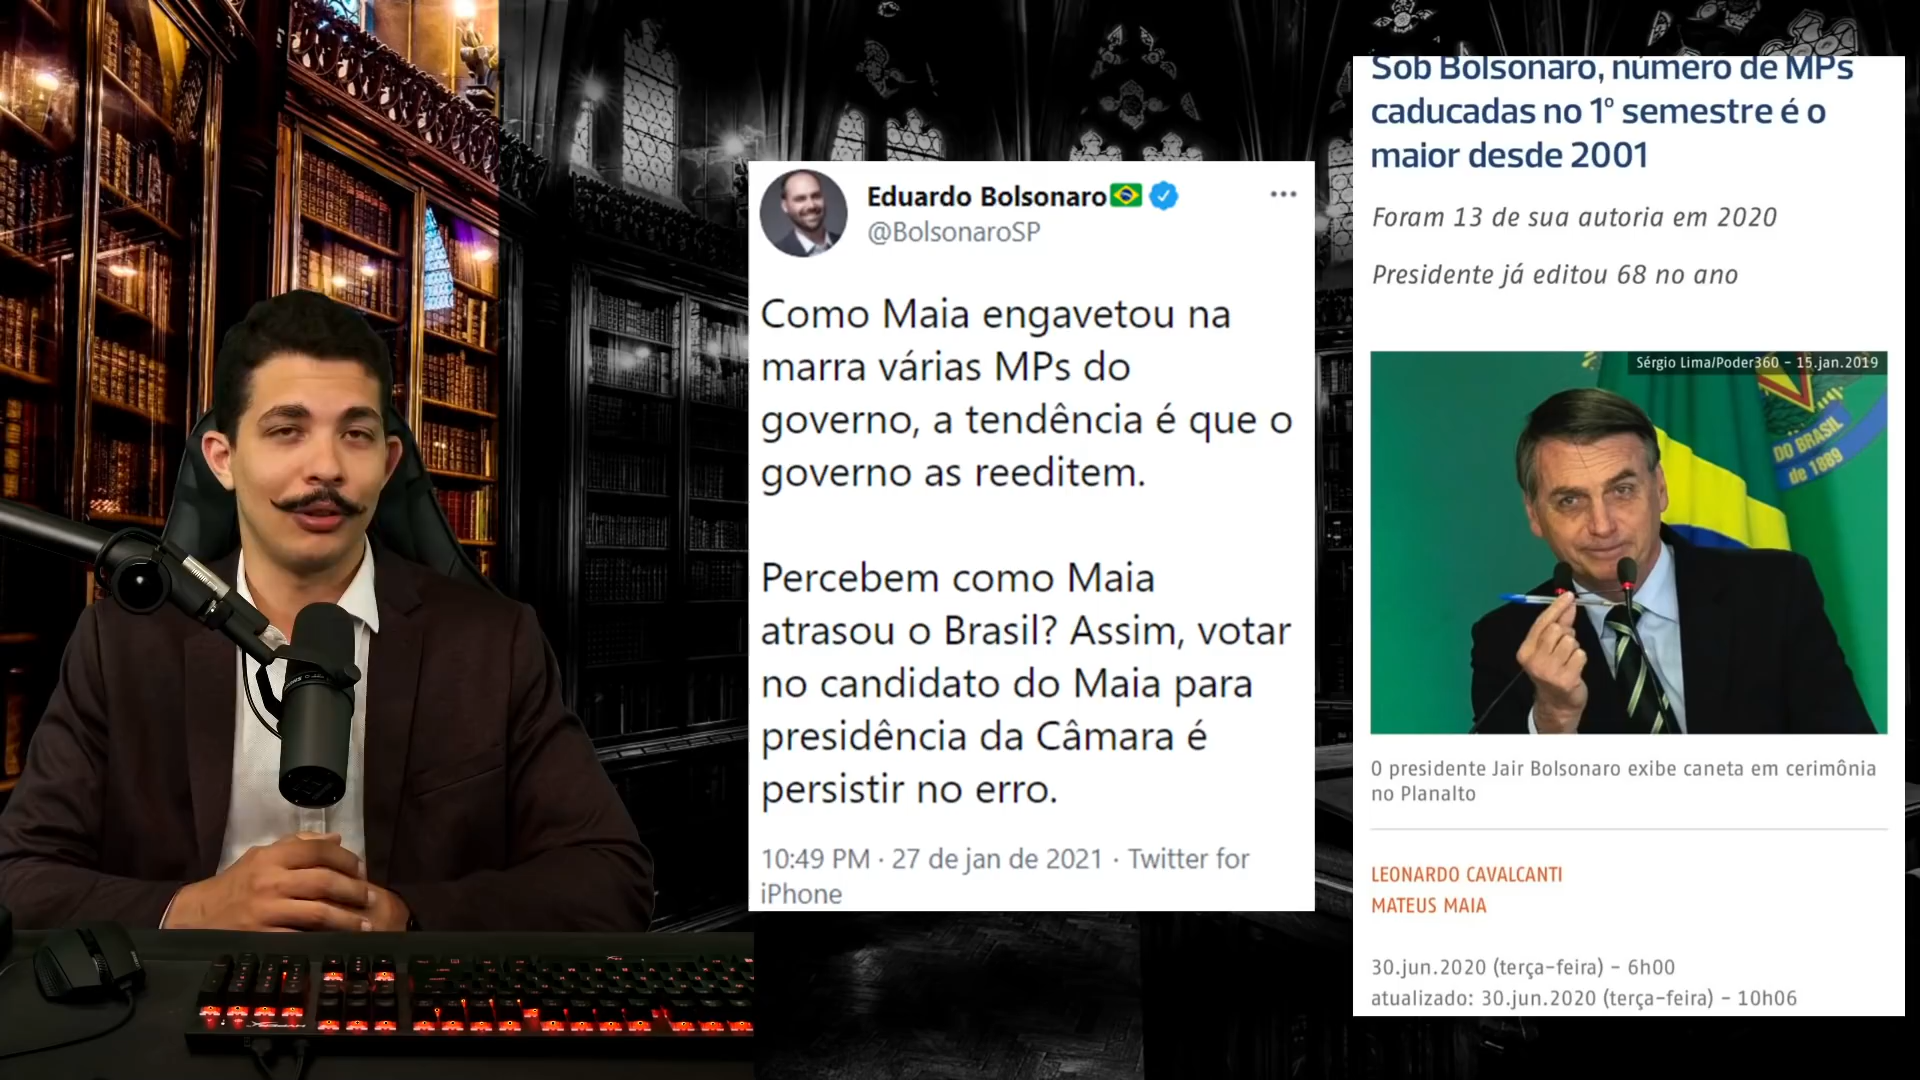 Eduardo Bolsonaro
@BolsonaroSP
Como Maia engavetou na
marra várias MPs do
governo, a tendência é que o
governo as reeditem.
Percebem como Maia
atrasou o Brasil? Assim, votar
no candidato do Maia para
presidência da Câmara é
persistir no erro.
10:49 PM · 27 de jan de 2021 · Twitter for
iPhone
Sob Bolsonaro, número de MPs
caducadas no 1º semestre é o
maior desde 2001
Foram 13 de sua autoria em 2020
Presidente já editou 68 no ano
Sérgio Lima/Poder360 - 15.jan.2019
DO BRASIL
de 1889
O presidente Jair Bolsonaro exibe caneta em cerimônia
no Planalto
LEONARDO CAVALCANTI
MATEUS MAIA
30.jun.2020 (terça-feira) - 6h00
atualizado: 30.jun.2020 (terça-feira) - 10h06